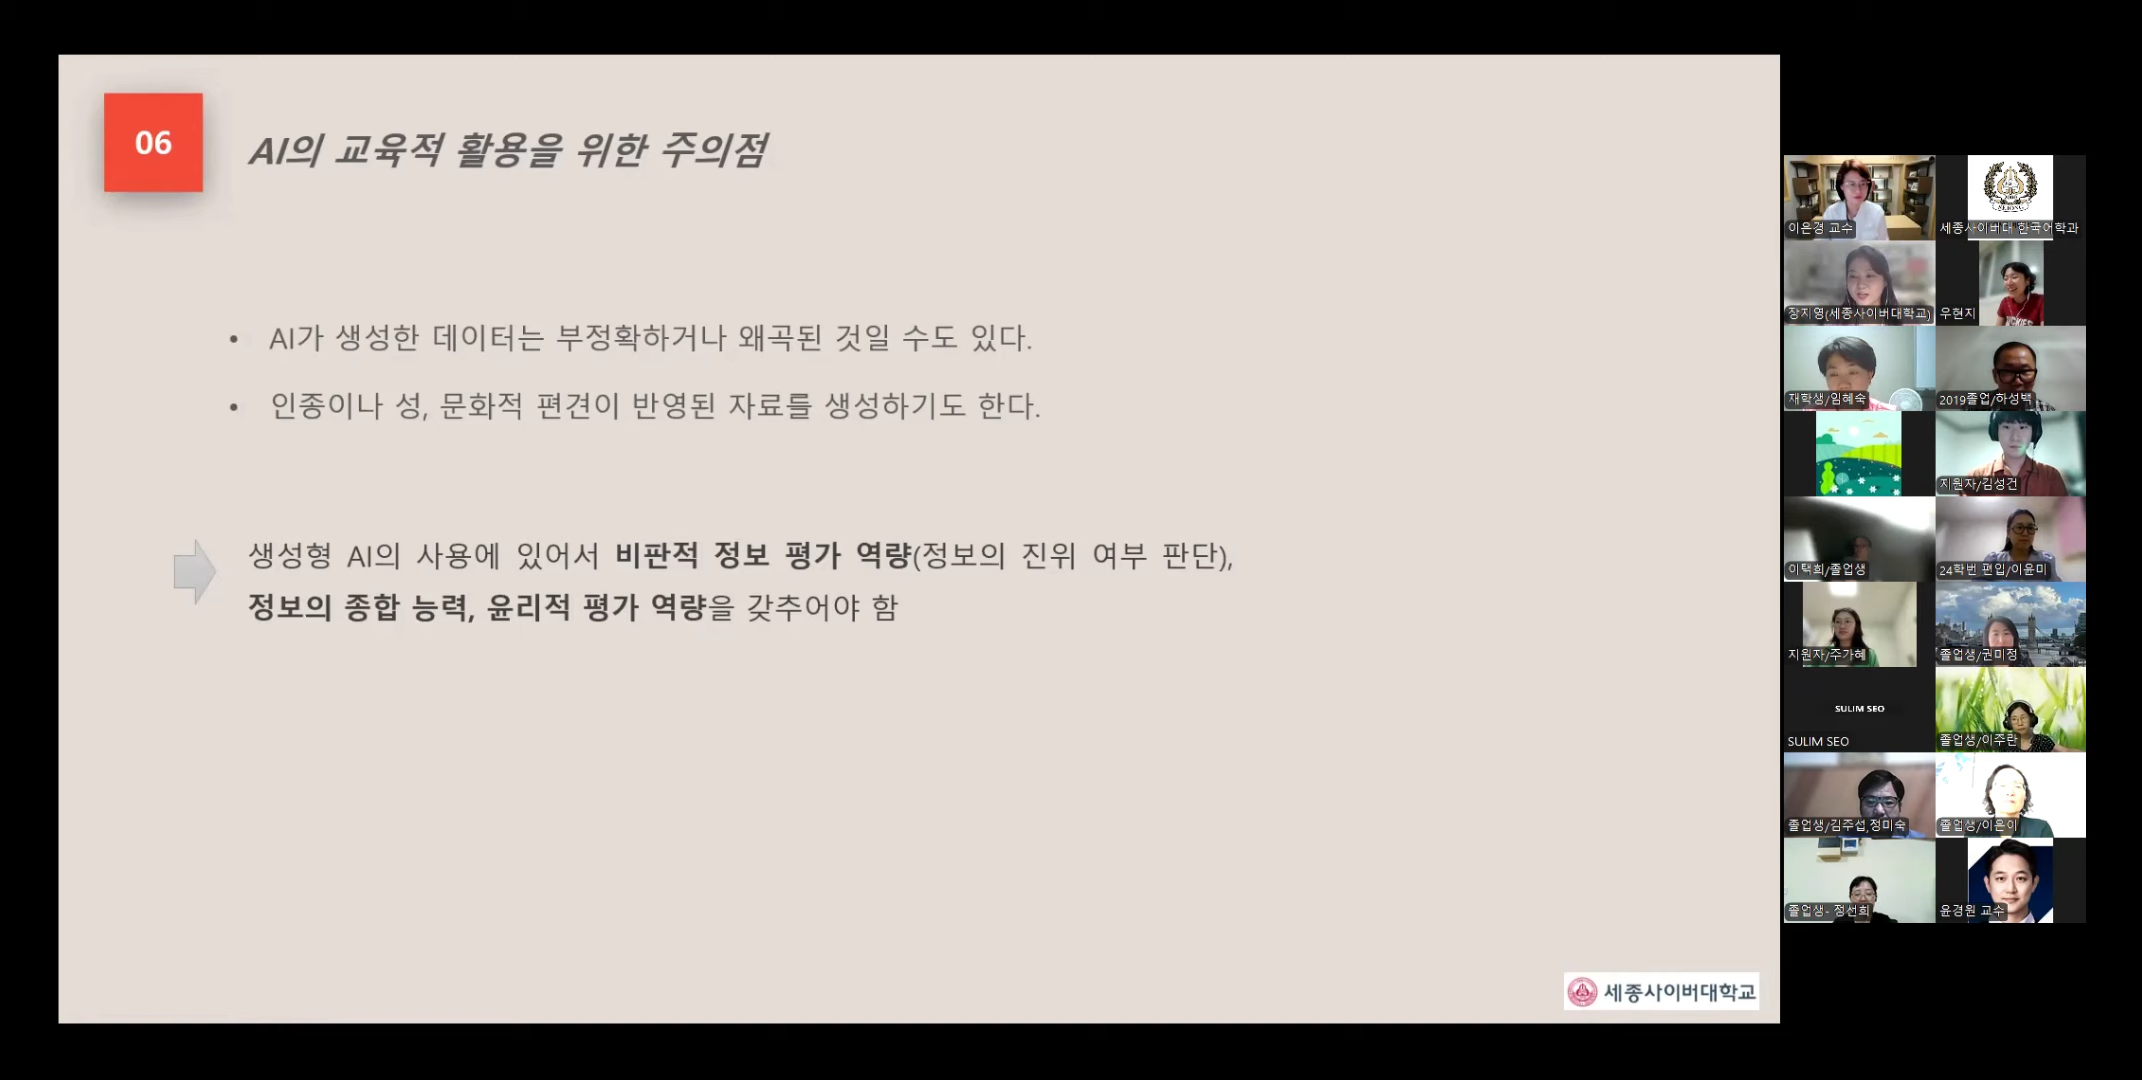 06
AI의 교육적 활용을 위한 주의점
• AI가 생성한 데이터는 부정확하거나 왜곡된 것일 수도 있다.
• 인종이나 성, 문화적 편견이 반영된 자료를 생성하기도 한다.
생성형 AI의 사용에 있어서 비판적 정보 평가 역량(정보의 진위 여부 판단),
정보의 종합 능력, 윤리적 평가 역량을 갖추어야 함
세종사이버대학교
이은경 교수
세종사이버대 한국어학과
장지영(세종사이버대학교)
우현지
재학생/임혜숙
2019졸업/하성백
지원자/김성건
이택희/졸업생
24학번 편입/이윤미
지원자/주가혜
졸업생/권미정
SULIM SEO
SULIM SEO
졸업생/이주란
졸업생/김주섭,정미숙
졸업생/이은이
졸업생- 정선희
윤경원 교수